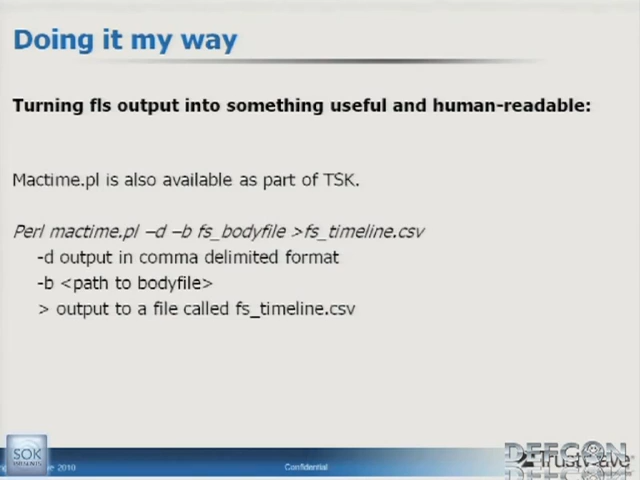 Doing it my way
Turning fls output into something useful and human-readable:
Mactime.pl is also available as part of TSK.
Perl mactime.pl –d –b fs_bodyfile >fs_timeline.csv
-d output in comma delimited format
-b <path to bodyfile>
> output to a file called fs_timeline.csv
SOK
PRESENTS
2010
Confidential
DEFCON
Trustwave®